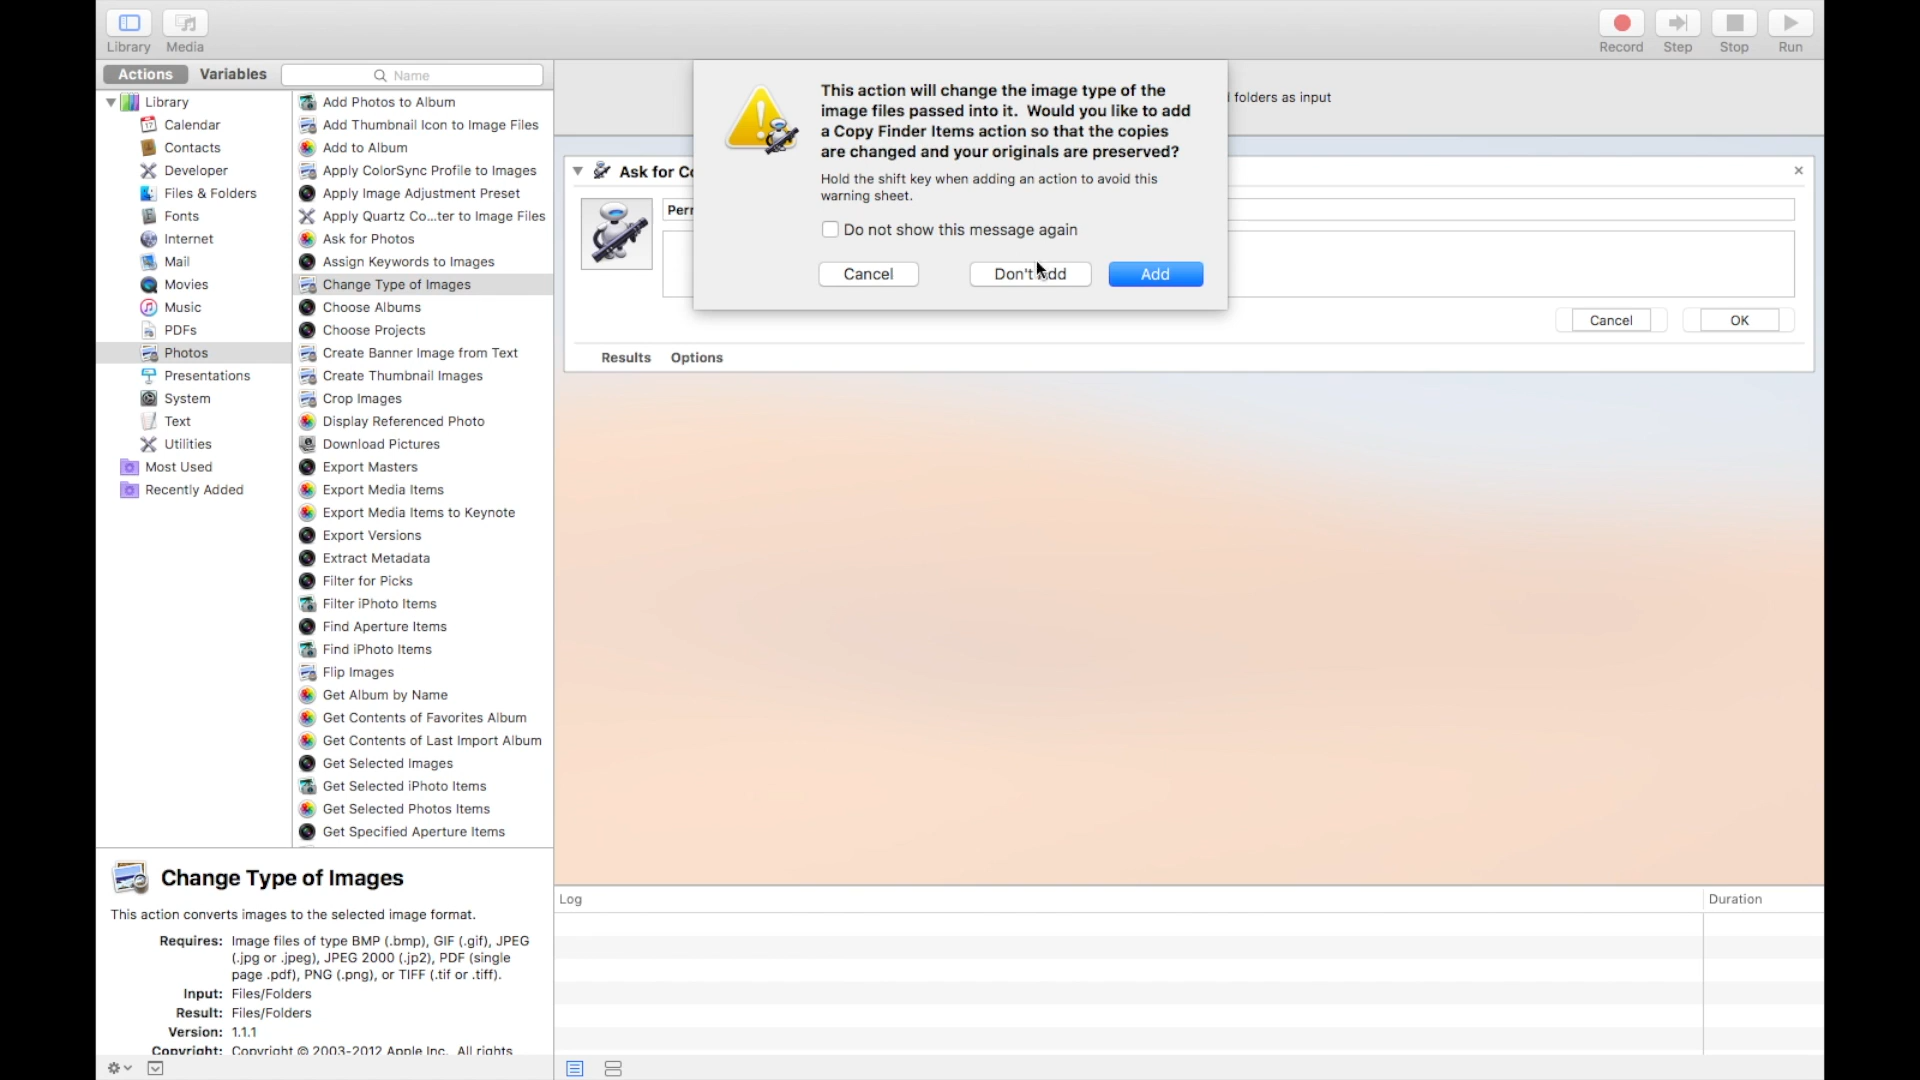 Library
Media
Record
Step
Stop
Run
Actions
Variables
Name
Library
Calendar
Contacts
Developer
Files & Folders
Fonts
Internet
Mail
Movies
Music
PDFs
Photos
Presentations
System
Text
Utilities
Most Used
Recently Added
Add Photos to Album
Add Thumbnail Icon to Image Files
Add to Album
Apply ColorSync Profile to Images
Apply Image Adjustment Preset
Apply Quartz Co...ter to Image Files
Ask for Photos
Assign Keywords to Images
Change Type of Images
Choose Albums
Choose Projects
Create Banner Image from Text
Create Thumbnail Images
Crop Images
Display Referenced Photo
Download Pictures
Export Masters
Export Media Items
Export Media Items to Keynote
Export Versions
Extract Metadata
Filter for Picks
Filter iPhoto Items
Find Aperture Items
Find iPhoto Items
Flip Images
Get Album by Name
Get Contents of Favorites Album
Get Contents of Last Import Album
Get Selected Images
Get Selected iPhoto Items
Get Selected Photos Items
Get Specified Aperture Items
Change Type of Images
This action converts images to the selected image format.
Requires: Image files of type BMP (.bmp), GIF (.gif), JPEG
(.jpg or .jpeg), JPEG 2000 (.jp2), PDF (single
page .pdf), PNG (.png), or TIFF (.tif or .tiff).
Input: Files/Folders
Result: Files/Folders
Version: 1.1.1
Copyright: Copyright © 2003-2012 Apple Inc. All rights
This action will change the image type of the
image files passed into it. Would you like to add
a Copy Finder Items action so that the copies
are changed and your originals are preserved?
Hold the shift key when adding an action to avoid this
warning sheet.
Do not show this message again
Cancel
Don't Add
Add
folders as input
Ask for Co
Perr
Cancel
OK
Results
Options
Log
Duration